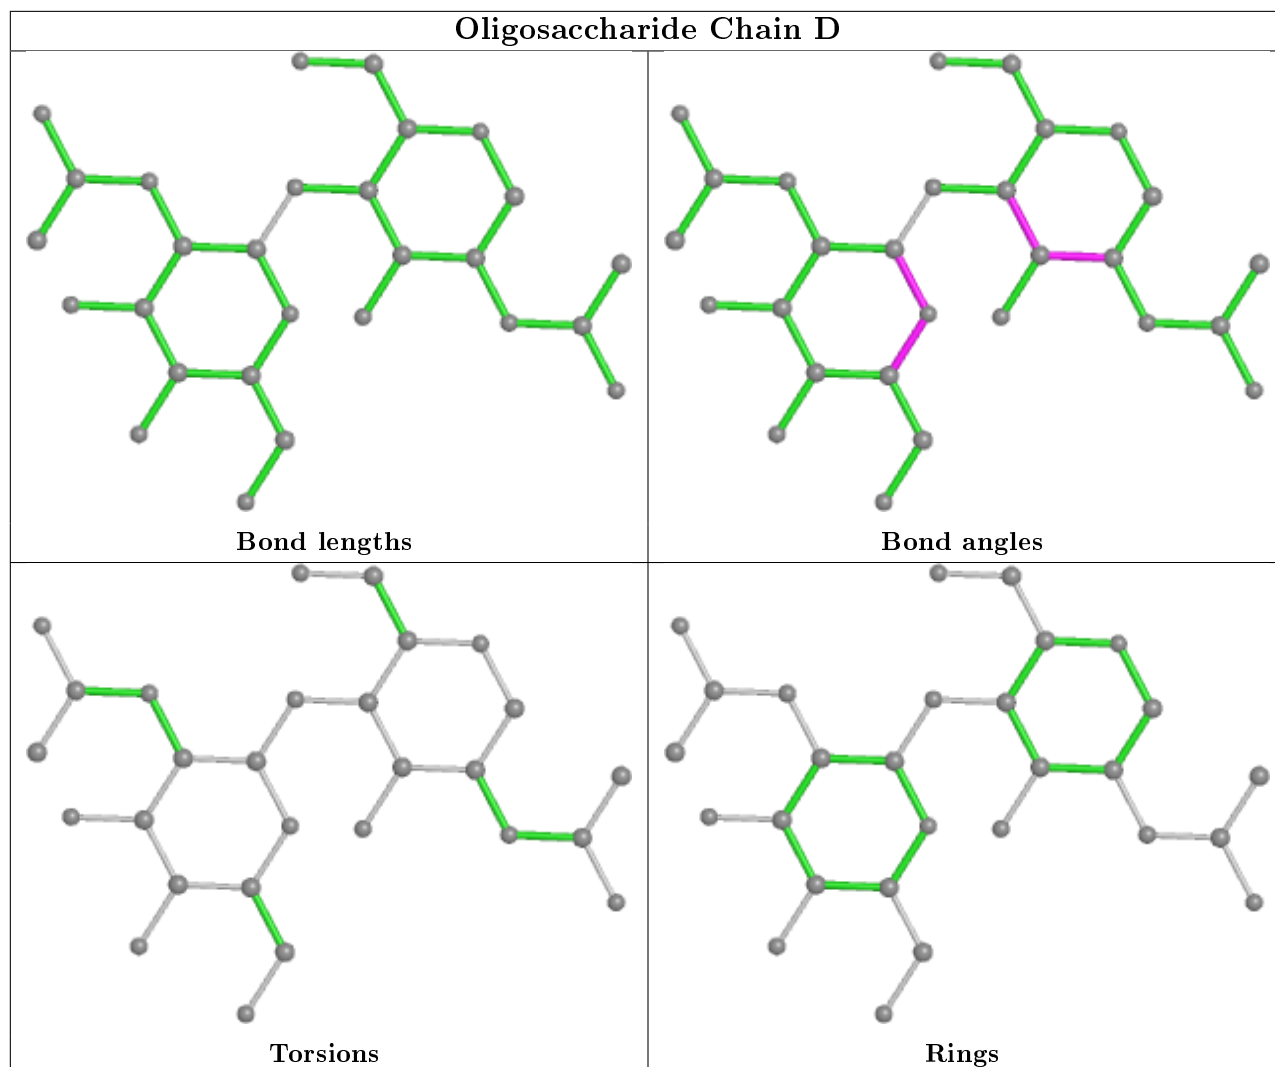 Oligosaccharide Chain D
Bond lengths
Bond angles
Torsions
Rings